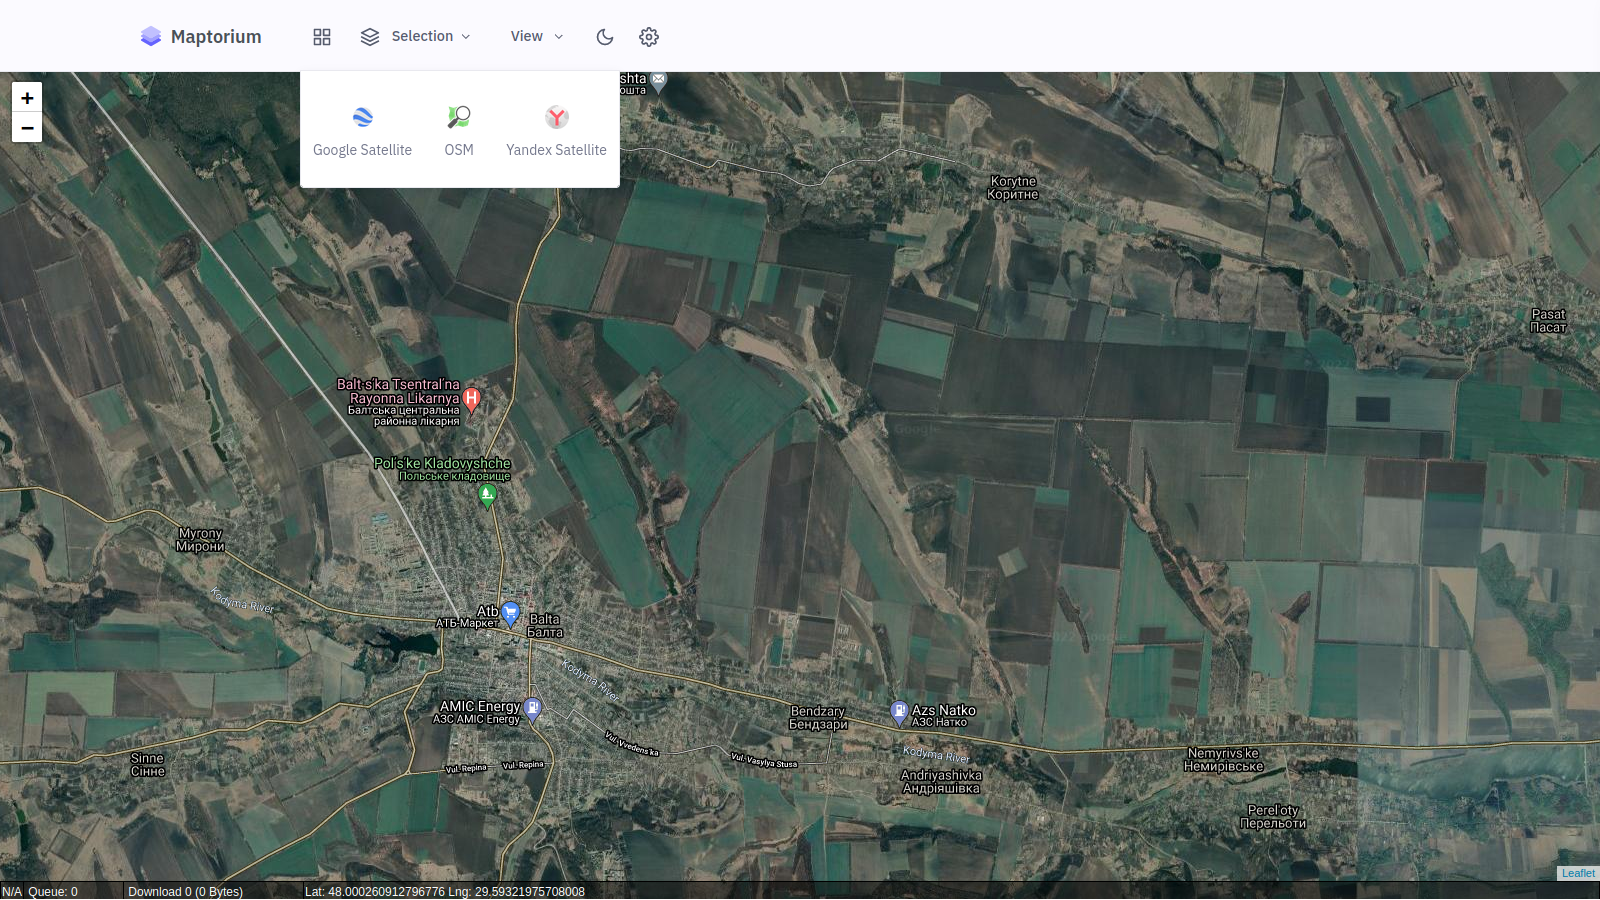 Maptorium
Selection
View
+
−
Google Satellite
OSM
Yandex Satellite
shta
ошта
Korytne
Коритне
Pasat
Пасат
Balt·s'ka Tsentral'na
Rayonna Likarnya
Балтська центральна
районна лікарня
H
Google
Pol's'ke Kladovyshche
Польське кладовище
Myrony
Мирони
Kodyma River
Atb
АТБ-Маркет
Balta
Балта
2022 Google
Kodyma River
AMIC Energy
АЗС AMIC Energy
Bendzary
Бендзари
Azs Natko
АЗС Натко
Vul. Vvedens'ka
Vul. Vasylya Stusa
Kodyma River
Nemyrivs'ke
Немирівське
Sinne
Сінне
Vul. Repina
Vul. Repina
Andriyashivka
Андріяшівка
Perel'oty
Перельоти
Leaflet
N/A
Queue: 0
Download 0 (0 Bytes)
Lat: 48.000260912796776 Lng: 29.59321975708008